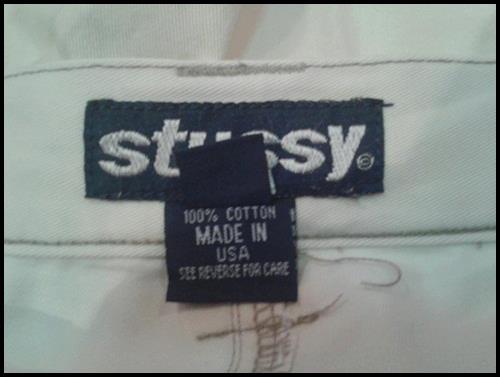 stussy®
100% COTTON
MADE IN
USA
SEE REVERSE FOR CARE